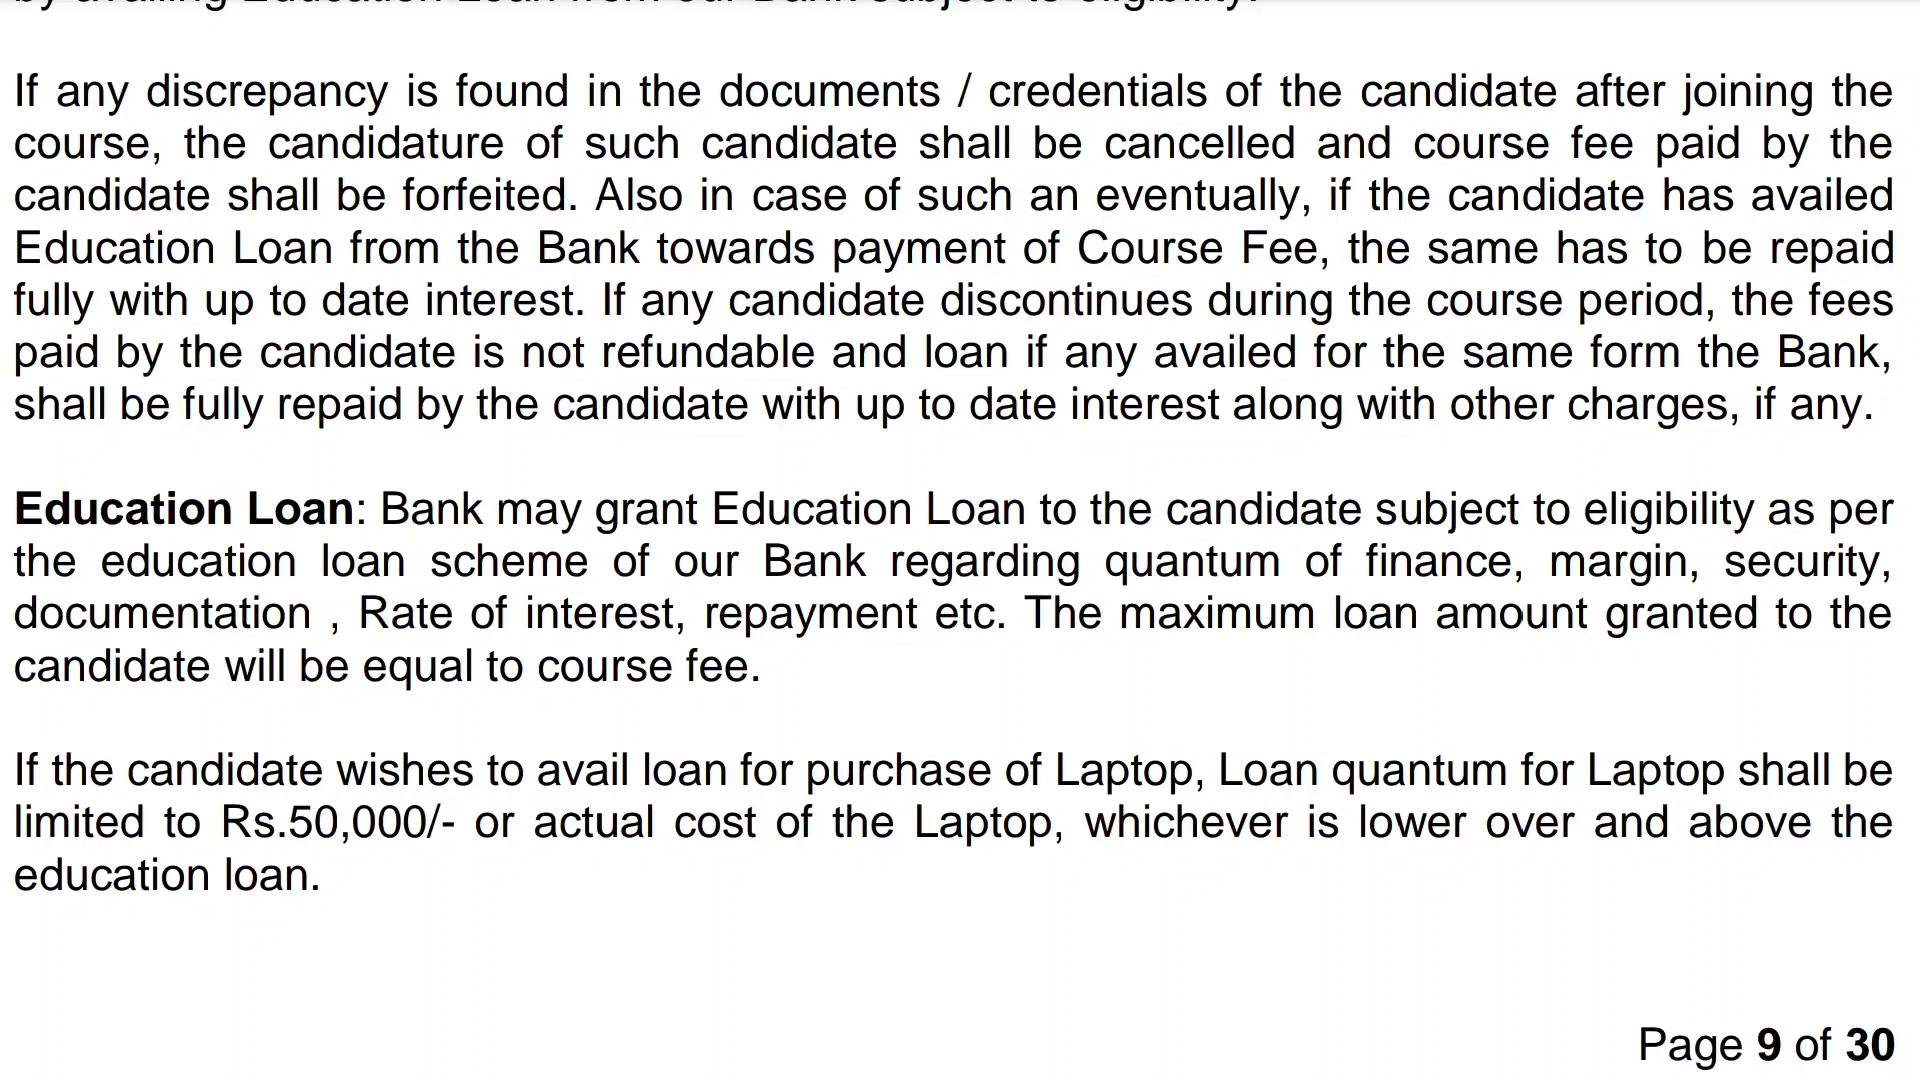 by availing Education Loan from our Bank subject to eligibility.
If any discrepancy is found in the documents / credentials of the candidate after joining the
course, the candidature of such candidate shall be cancelled and course fee paid by the
candidate shall be forfeited. Also in case of such an eventually, if the candidate has availed
Education Loan from the Bank towards payment of Course Fee, the same has to be repaid
fully with up to date interest. If any candidate discontinues during the course period, the fees
paid by the candidate is not refundable and loan if any availed for the same form the Bank,
shall be fully repaid by the candidate with up to date interest along with other charges, if any.
Education Loan: Bank may grant Education Loan to the candidate subject to eligibility as per
the education loan scheme of our Bank regarding quantum of finance, margin, security,
documentation , Rate of interest, repayment etc. The maximum loan amount granted to the
candidate will be equal to course fee.
If the candidate wishes to avail loan for purchase of Laptop, Loan quantum for Laptop shall be
limited to Rs.50,000/- or actual cost of the Laptop, whichever is lower over and above the
education loan.
Page 9 of 30